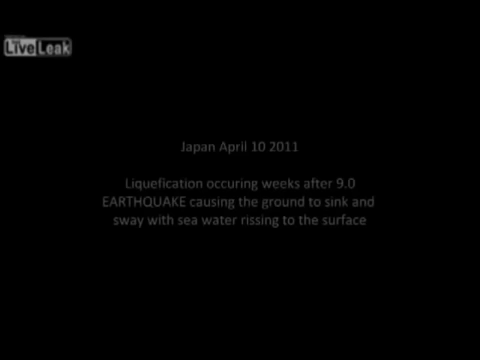 LiveLeak
Japan April 10 2011
Liquefication occuring weeks after 9.0
EARTHQUAKE causing the ground to sink and
sway with sea water rissing to the surface